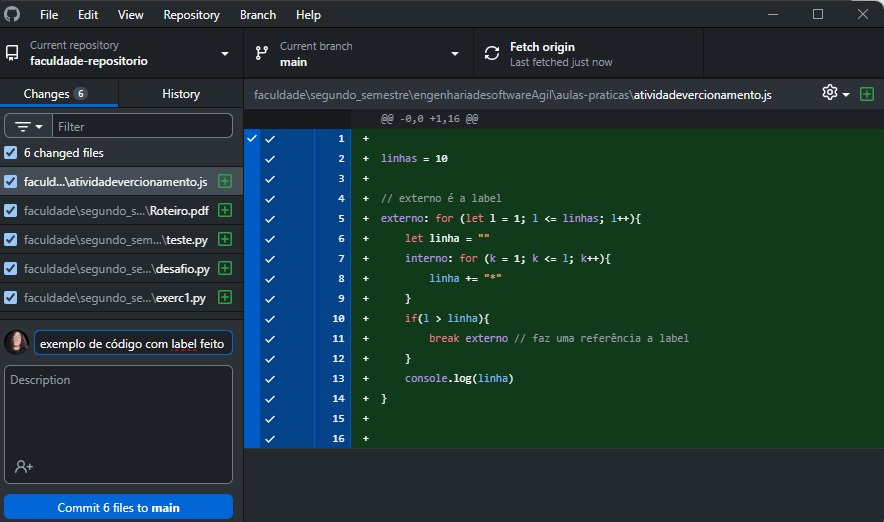 File Edit View Repository Branch Help
Current repository
faculdade-repositorio
Current branch
main
Fetch origin
Last fetched just now
Changes 6
History
Filter
6 changed files
faculd...\atividadevercionamento.js
faculdade\segundo_s...\Roteiro.pdf
faculdade\segundo_sem...\teste.py
faculdade\segundo_se...\desafio.py
faculdade\segundo_se...\exerc1.py
exemplo de código com label feito
Description
Commit 6 files to main
faculdade\segundo_semestre\engenhariadesoftwareAgil\aulas-praticas\atividadevercionamento.js
@@ -0,0 +1,16 @@
1 +
2 + linhas = 10
3 +
4 + // externo é a label
5 + externo: for (let l = 1; l <= linhas; l++){
6 + let linha = ""
7 + interno: for (k = 1; k <= l; k++){
8 + linha += "*"
9 + }
10 + if(l > linha){
11 + break externo // faz uma referência a label
12 + }
13 + console.log(linha)
14 + }
15 +
16 +